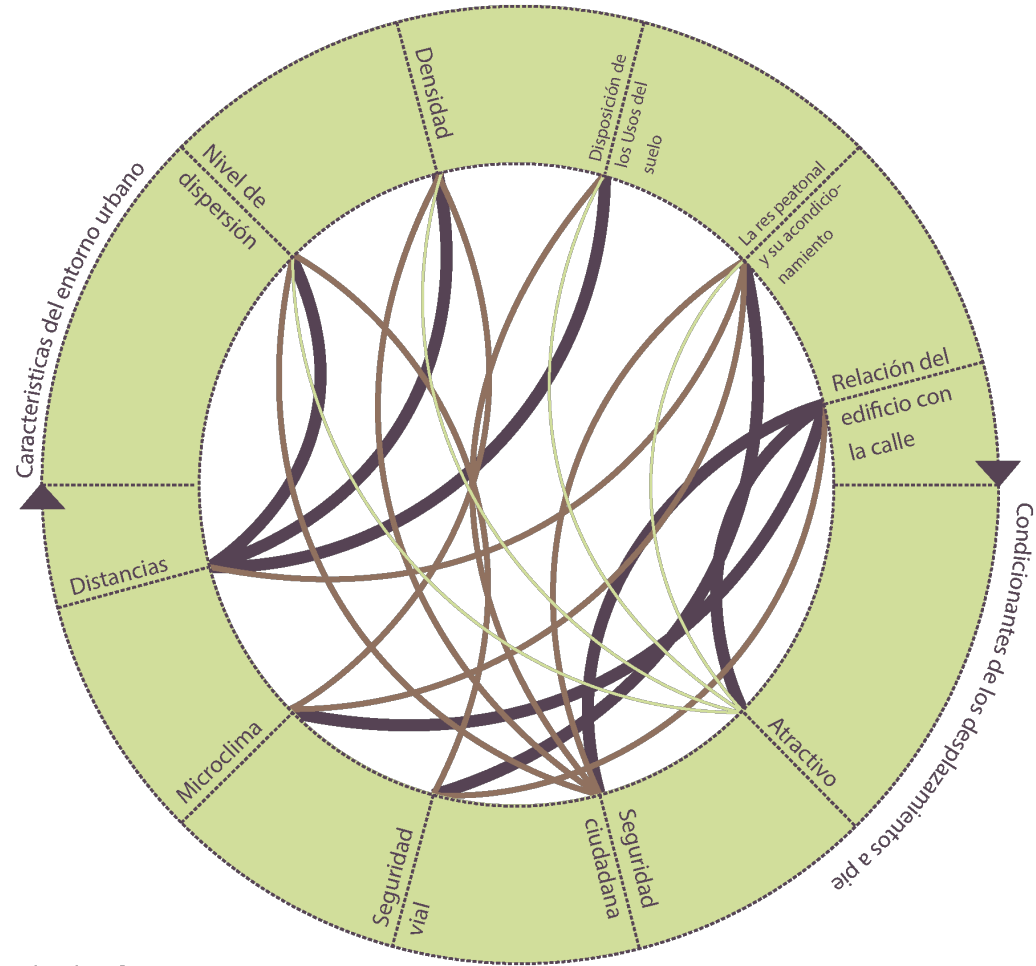 Caracteristicas del entorno urbano
Nivel de
dispersión
Densidad
Disposición de
los Usos del
suelo
La res peatonal
y su acondicio-
namiento
Relación del
edificio con
la calle
Condicionantes de los desplazamientos a pie
Atractivo
Seguridad
ciudadana
Seguridad
vial
Microclima
Distancias